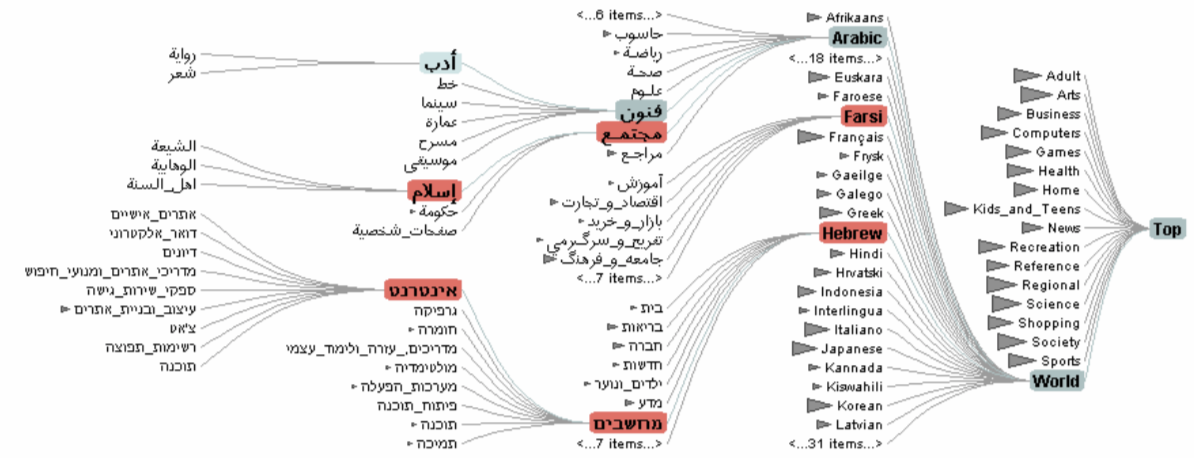 Top
Adult
Arts
Business
Computers
Games
Health
Home
Kids_and_Teens
News
Recreation
Reference
Regional
Science
Shopping
Society
Sports
World
Afrikaans
Arabic
<...18 items...>
Euskara
Faroese
Farsi
Français
Frysk
Gaeilge
Galego
Greek
Hebrew
Hindi
Hrvatski
Indonesia
Interlingua
Italiano
Japanese
Kannada
Kiswahili
Korean
Latvian
<...31 items...>
<...6 items...>
حاسوب
رياضة
صحة
علوم
فنون
مجتمع
مراجع
آموزش
اقتصاد_و_تجارت
بازار_و_خرید
تفریح_و_سرگرمي
جامعه_و_فرهنگ
<...7 items...>
בית
בריאות
חברה
חדשות
ילדים_ונוער
מדע
מחשבים
<...7 items...>
أدب
خط
سينما
عمارة
مسرح
موسيقى
إسلام
حكومة
صفحات_شخصية
אינטרנט
גרפיקה
חומרה
מדריכים,_עזרה_ולימוד_עצמי
מולטימדיה
מערכות_הפעלה
פיתוח_תוכנה
תוכנה
תמיכה
رواية
شعر
الشيعة
الوهابية
اهل_السنة
אתרים_אישיים
דואר_אלקטרוני
דיונים
מדריכי_אתרים_ומנועי_חיפוש
ספקי_שירות_גישה
עיצוב_ובניית_אתרים
צ'אט
רשימות_תפוצה
תוכנה